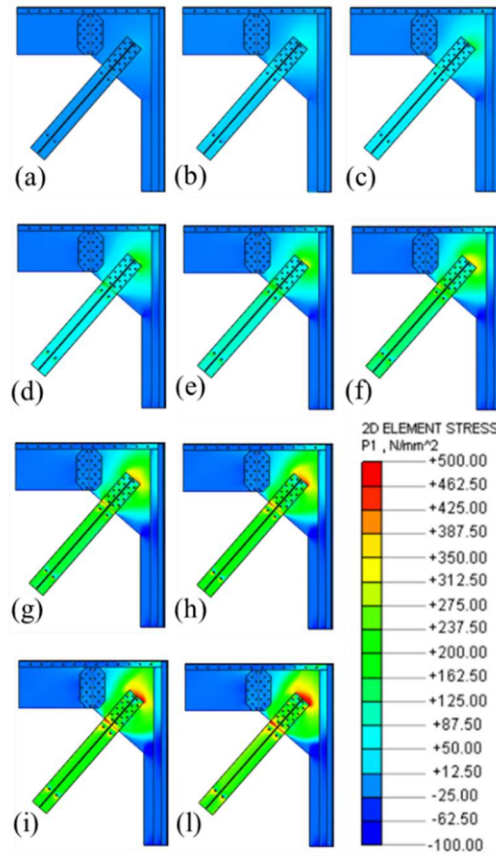 (a)
(b)
(c)
(d)
(e)
(f)
2D ELEMENT STRESS
P1 , N/mm^2
+500.00
+462.50
+425.00
+387.50
+350.00
+312.50
+275.00
+237.50
+200.00
+162.50
+125.00
+87.50
+50.00
+12.50
-25.00
-62.50
-100.00
(g)
(h)
(i)
(l)